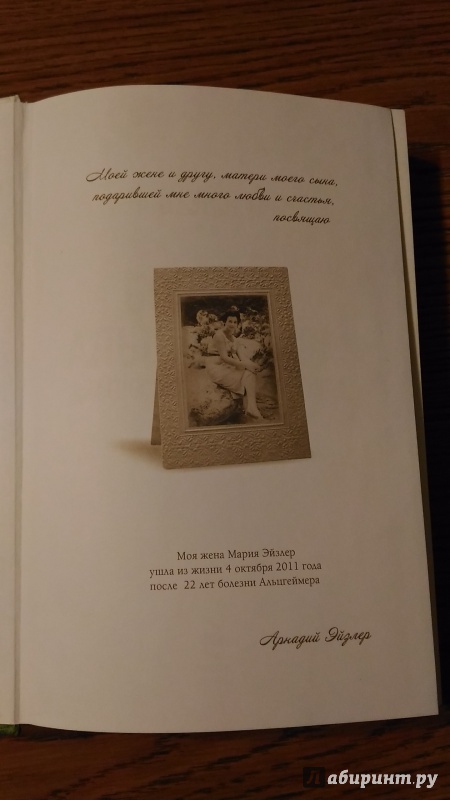 Моей жене и другу, матери моего сына,
подарившей мне много любви и счастья,
посвящаю
Моя жена Мария Эйзлер
ушла из жизни 4 октября 2011 года
после 22 лет болезни Альцгеймера
Аркадий Эйзлер
Лабиринт.ру